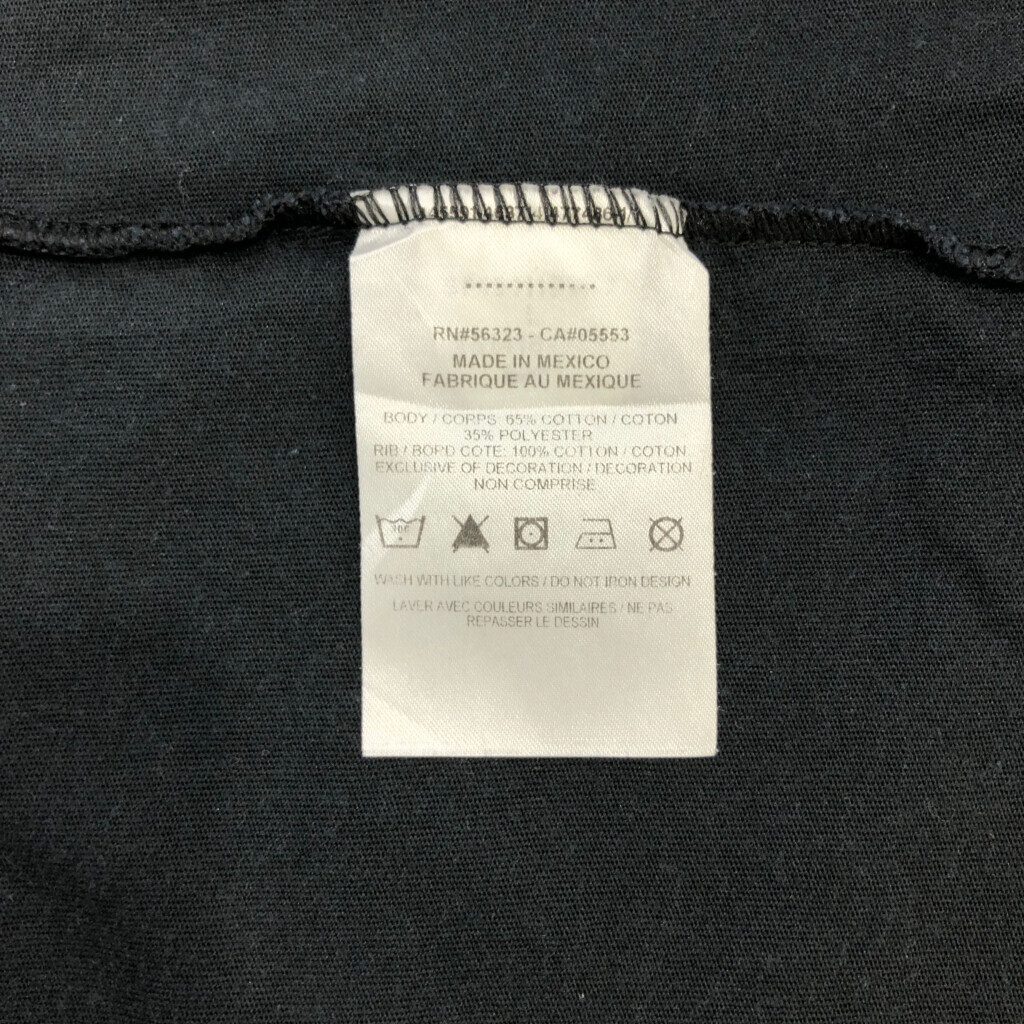 RN#56323 - CA#05553
MADE IN MEXICO
FABRIQUE AU MEXIQUE
BODY / CORPS: 65% COTTON / COTON
35% POLYESTER
RIB / BORD COTE: 100% COTTON / COTON
EXCLUSIVE OF DECORATION / DECORATION
NON COMPRISE
30C
WASH WITH LIKE COLORS / DO NOT IRON DESIGN
LAVER AVEC COULEURS SIMILAIRES / NE PAS
REPASSER LE DESSIN